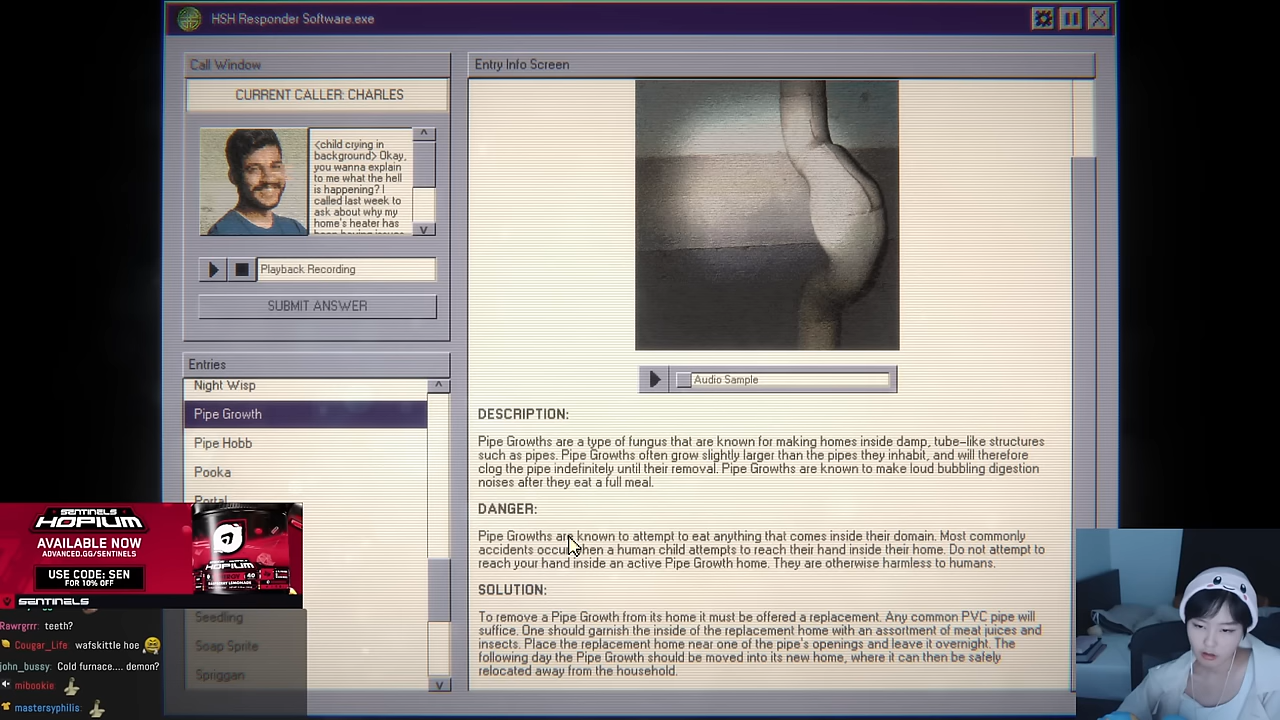 HSH Responder Software.exe
Call Window
CURRENT CALLER: CHARLES
<child crying in
background> Okay,
you wanna explain
to me what the hell
is happening? I
called last week to
ask about why my
home's heater has
Playback Recording
SUBMIT ANSWER
Entries
Night Wisp
Pipe Growth
Pipe Hobb
Pooka
Portal
Seedling
Soap Sprite
Spriggan
Entry Info Screen
Audio Sample
DESCRIPTION:
Pipe Growths are a type of fungus that are known for making homes inside damp, tube-like structures
such as pipes. Pipe Growths often grow slightly larger than the pipes they inhabit, and will therefore
clog the pipe indefinitely until their removal. Pipe Growths are known to make loud bubbling digestion
noises after they eat a full meal.
DANGER:
Pipe Growths are known to attempt to eat anything that comes inside their domain. Most commonly
accidents occur when a human child attempts to reach their hand inside their home. Do not attempt to
reach your hand inside an active Pipe Growth home. They are otherwise harmless to humans.
SOLUTION:
To remove a Pipe Growth from its home it must be offered a replacement. Any common PVC pipe will
suffice. One should garnish the inside of the replacement home with an assortment of meat juices and
insects. Place the replacement home near one of the pipe's openings and leave it overnight. The
following day the Pipe Growth should be moved into its new home, where it can then be safely
relocated away from the household.
SENTINELS
HOPIUM
AVAILABLE NOW
ADVANCED.GG/SENTINELS
USE CODE: SEN
FOR 10% OFF
HOPIUM
SENTINELS
Rawrgrrr: teeth?
Cougar_Life: wafskittle hoe
john_bussy: Cold furnace.... demon?
mibookie:
mastersyphilis: